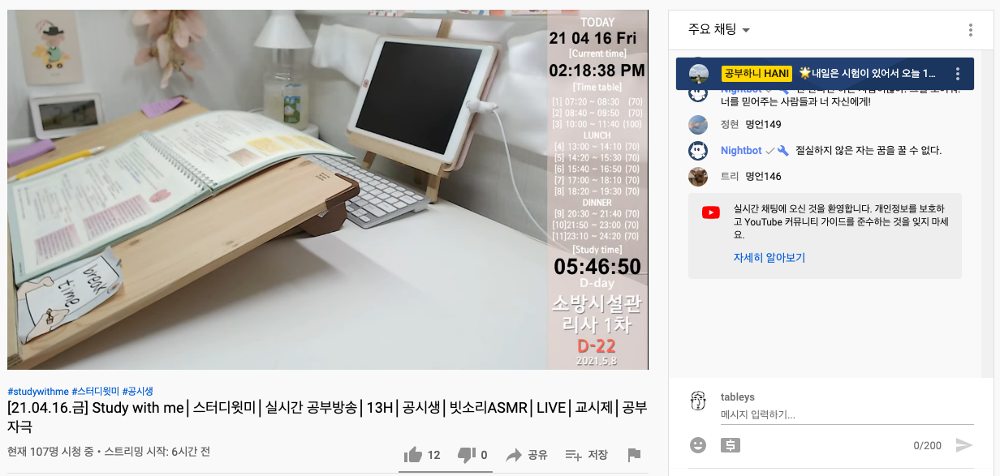 TODAY
21 04 16 Fri
[Current time]
02:18:38 PM
[Time table]
[1] 07:20 ~ 08:30 (70)
[2] 08:40 ~ 09:50 (70)
[3] 10:00 ~ 11:40 (100)
LUNCH
[4] 13:00 ~ 14:10 (70)
[5] 14:20 ~ 15:30 (70)
[6] 15:40 ~ 16:50 (70)
[7] 17:00 ~ 18:10 (70)
[8] 18:20 ~ 19:30 (70)
DINNER
[9] 20:30 ~ 21:40 (70)
[10]21:50 ~ 23:00 (70)
[11]23:10 ~ 24:20 (70)
[Study time]
05:46:50
D-day
소방시설관
리사 1차
D-22
2021.5.8
break
time
#studywithme #스터디윗미 #공시생
[21.04.16.금] Study with me│스터디윗미│실시간 공부방송│13H│공시생│빗소리ASMR│LIVE│교시제│공부
자극
현재 107명 시청 중 • 스트리밍 시작: 6시간 전
12
0
공유
저장
주요 채팅
공부하니 HANI 🌟내일은 시험이 있어서 오늘 1...
Nightbot
너를 믿어주는 사람들과 너 자신에게!
정현 명언149
Nightbot 절실하지 않은 자는 꿈을 꿀 수 없다.
트리 명언146
실시간 채팅에 오신 것을 환영합니다. 개인정보를 보호하
고 YouTube 커뮤니티 가이드를 준수하는 것을 잊지 마세
요.
자세히 알아보기
tableys
메시지 입력하기...
0/200